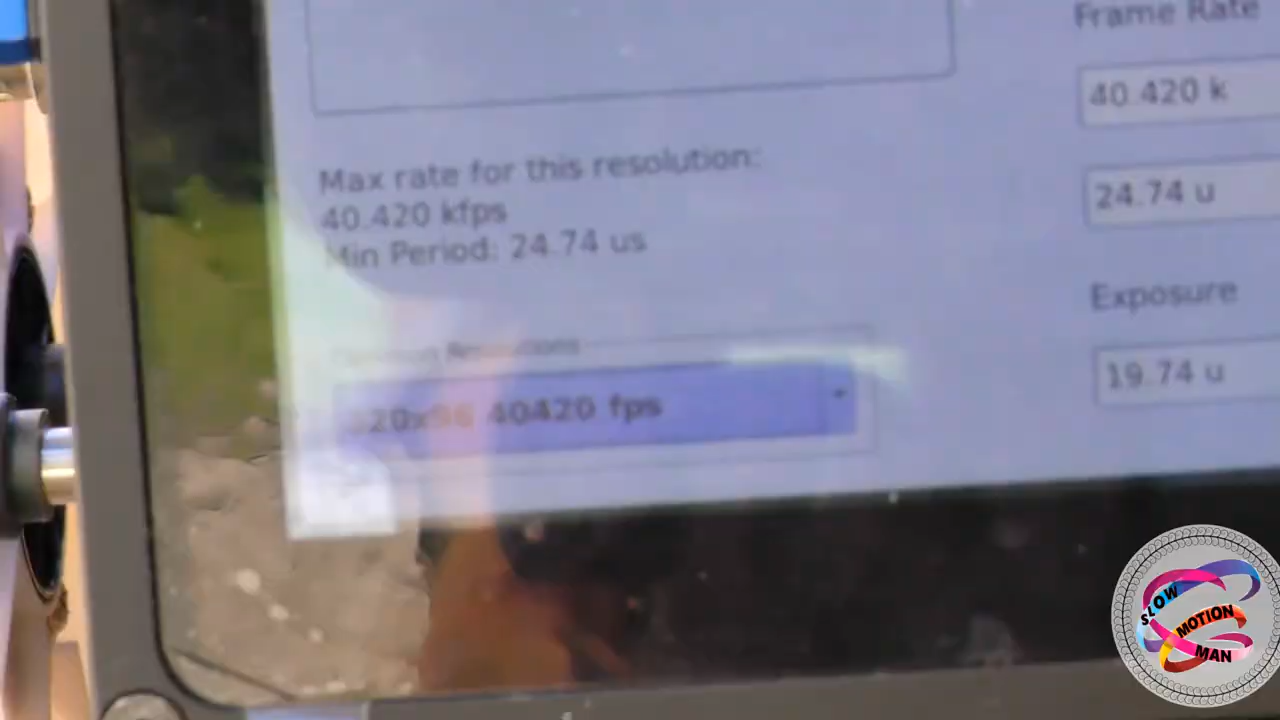 Frame Rate
40.420 k
Max rate for this resolution:
40.420 kfps
Min Period: 24.74 us
24.74 u
Exposure
19.74 u
320x96 40420 fps
SLOW
MOTION
MAN